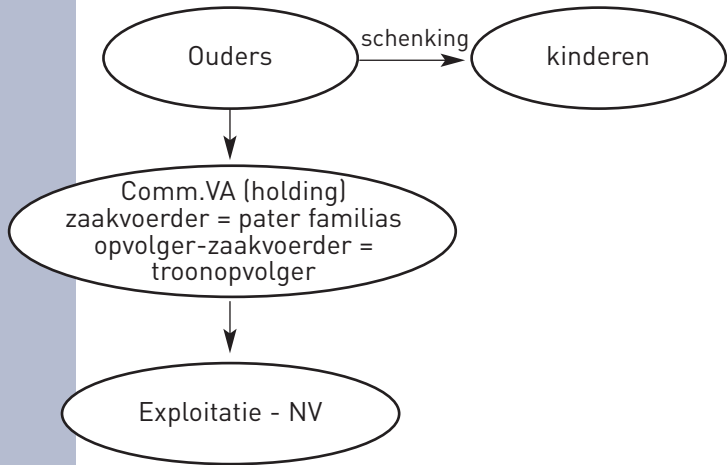 Ouders
schenking
kinderen
Comm.VA (holding)
zaakvoerder = pater familias
opvolger-zaakvoerder =
troonopvolger
Exploitatie - NV